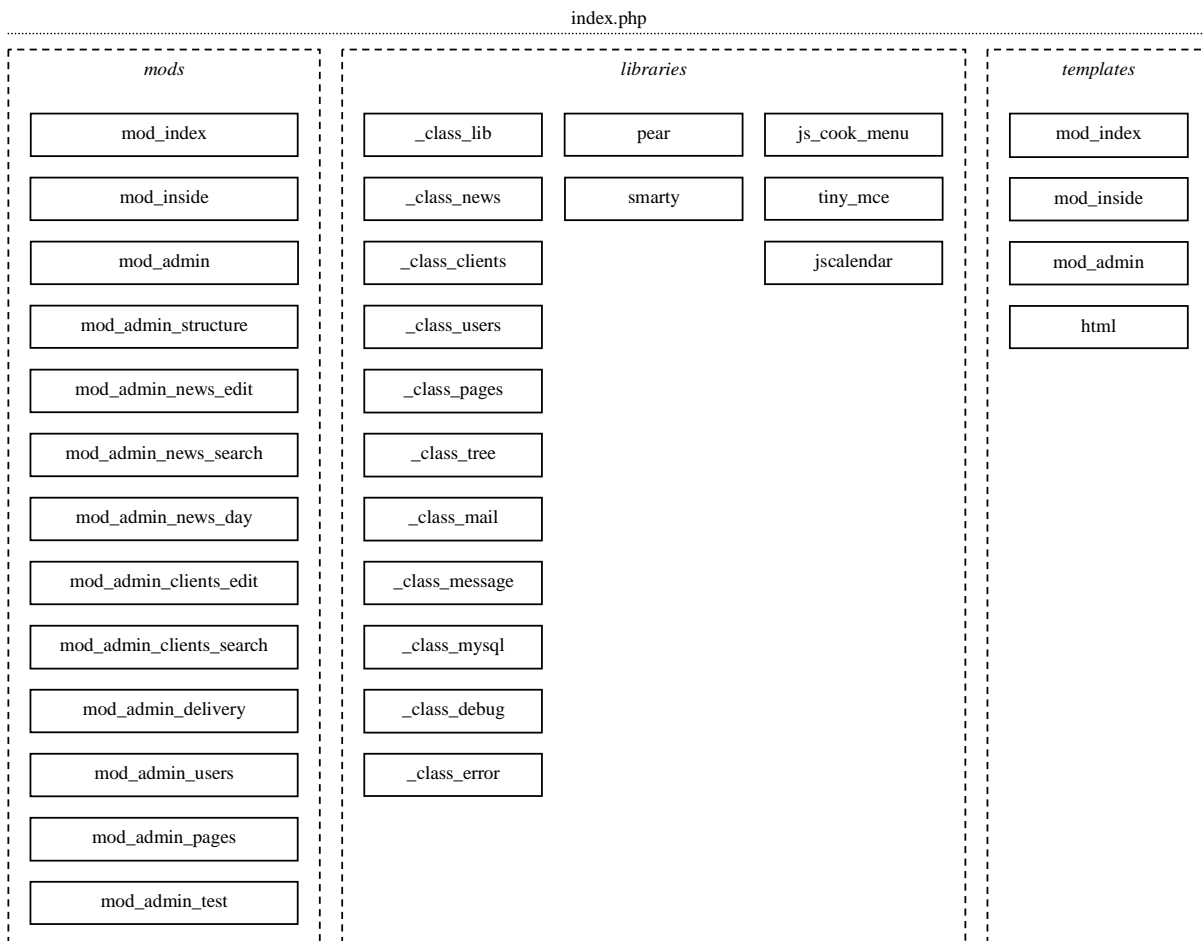 index.php
mods
mod_index
mod_inside
mod_admin
mod_admin_structure
mod_admin_news_edit
mod_admin_news_search
mod_admin_news_day
mod_admin_clients_edit
mod_admin_clients_search
mod_admin_delivery
mod_admin_users
mod_admin_pages
mod_admin_test
libraries
_class_lib
_class_news
_class_clients
_class_users
_class_pages
_class_tree
_class_mail
_class_message
_class_mysql
_class_debug
_class_error
pear
smarty
js_cook_menu
tiny_mce
jscalendar
templates
mod_index
mod_inside
mod_admin
html